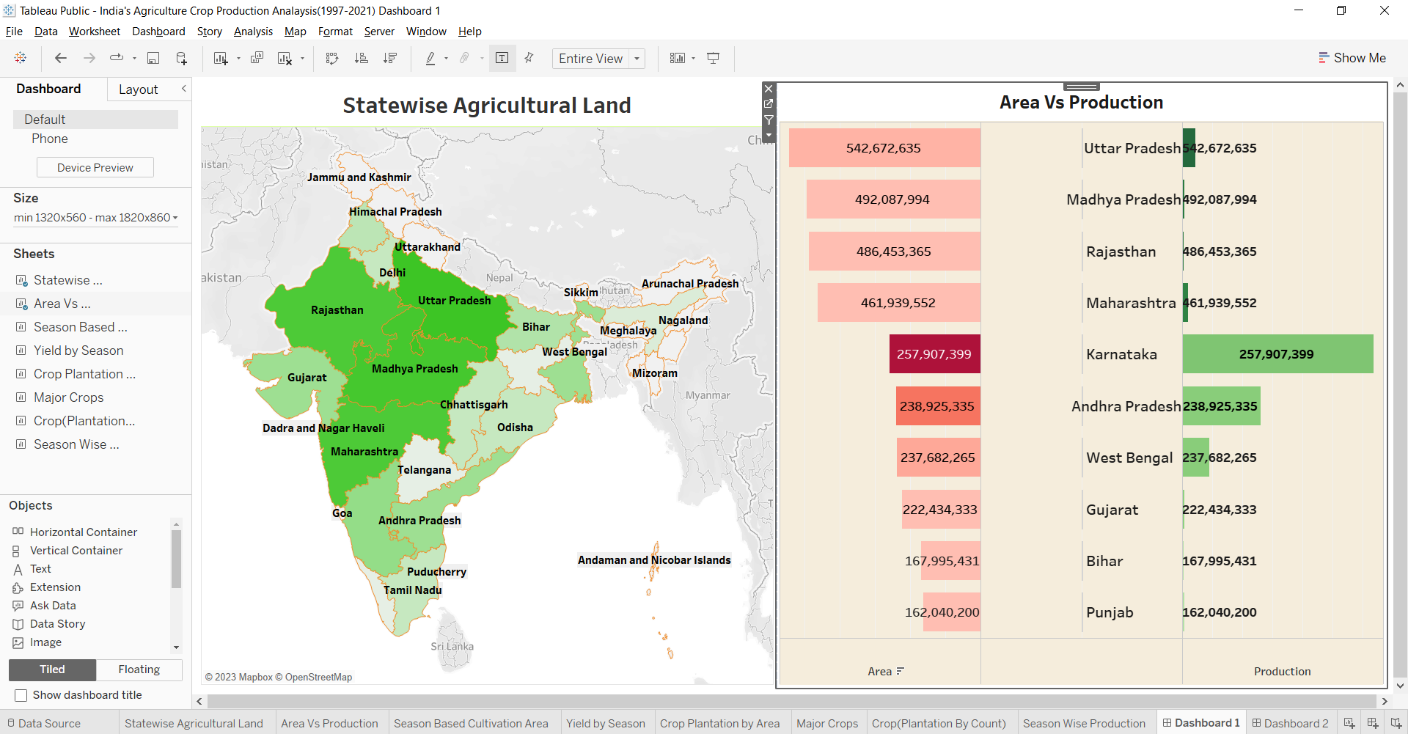 Tableau Public - India's Agriculture Crop Production Analaysis(1997-2021) Dashboard 1
File Data Worksheet Dashboard Story Analysis Map Format Server Window Help
Entire View
Show Me
Dashboard
Layout
Default
Phone
Device Preview
Size
min 1320x560 - max 1820x860
Sheets
Statewise ...
Area Vs ...
Season Based ...
Yield by Season
Crop Plantation ...
Major Crops
Crop(Plantation...
Season Wise ...
Objects
Horizontal Container
Vertical Container
Text
Extension
Ask Data
Data Story
Image
Tiled
Floating
Show dashboard title
Statewise Agricultural Land
Jammu and Kashmir
Himachal Pradesh
Uttarakhand
akistan
Delhi
Nepal
Arunachal Pradesh
Sikkim
Rajasthan
Uttar Pradesh
Nagaland
Bihar
Meghalaya
West Bengal
Gujarat
Madhya Pradesh
Mizoram
Myanmar
Chhattisgarh
Dadra and Nagar Haveli
Odisha
Maharashtra
Telangana
Goa
Andhra Pradesh
Andaman and Nicobar Islands
Puducherry
Tamil Nadu
Sri Lanka
© 2023 Mapbox © OpenStreetMap
Area Vs Production
542,672,635 Uttar Pradesh 542,672,635
492,087,994 Madhya Pradesh 492,087,994
486,453,365 Rajasthan 486,453,365
461,939,552 Maharashtra 461,939,552
257,907,399 Karnataka 257,907,399
238,925,335 Andhra Pradesh 238,925,335
237,682,265 West Bengal 237,682,265
222,434,333 Gujarat 222,434,333
167,995,431 Bihar 167,995,431
162,040,200 Punjab 162,040,200
Area Production
Data Source Statewise Agricultural Land Area Vs Production Season Based Cultivation Area Yield by Season Crop Plantation by Area Major Crops Crop(Plantation By Count) Season Wise Production Dashboard 1 Dashboard 2